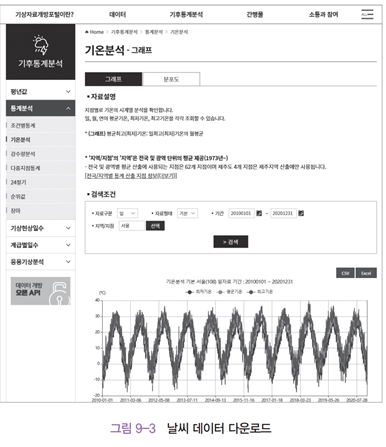 기상자료개방포털이란? 데이터 기후통계분석 간행물 소통과 참여
기후통계분석
Home > 기후통계분석 > 통계분석 > 기온분석
기온분석 - 그래프
그래프 분포도
평년값
통계분석
조건별통계
기온분석
강수량분석
다중지점통계
24절기
순위값
장마
기상현상일수
계급별일수
응용기상분석
데이터 개방
오픈 API
자료설명
지점별로 기온의 시계열 분석을 확인합니다.
일, 월, 연의 평균기온, 최저기온, 최고기온을 각각 조회할 수 있습니다.
* (그래프) 평균최고(최저)기온: 일최고(최저)기온의 월평균
* '지역/지점'의 '지역'은 전국 및 광역 단위의 평균 제공(1973년~)
- 전국 및 광역별 평균 산출에 사용되는 지점은 62개 지점이며 제주도 4개 지점은 제주지역 산출에만 사용됩니다.
[전국/지역별 통계 산출 지점 정보(더보기)]
검색조건
자료구분 일 자료형태 기본 기간 20100101 ~ 20201231
지역/지점 서울 선택
> 검색
CSV Excel
기온분석 기본 서울(108) 일자료 기간 : 20100101 ~ 20201231
최저기온 평균기온 최고기온
(℃)
40
30
20
10
0
-10
-20
2010-01-01 2011-03-06 2012-05-08 2013-07-11 2014-09-13 2015-11-16 2017-01-18 2018-03-23 2019-05-26 2020-07-28
그림 9-3 날씨 데이터 다운로드